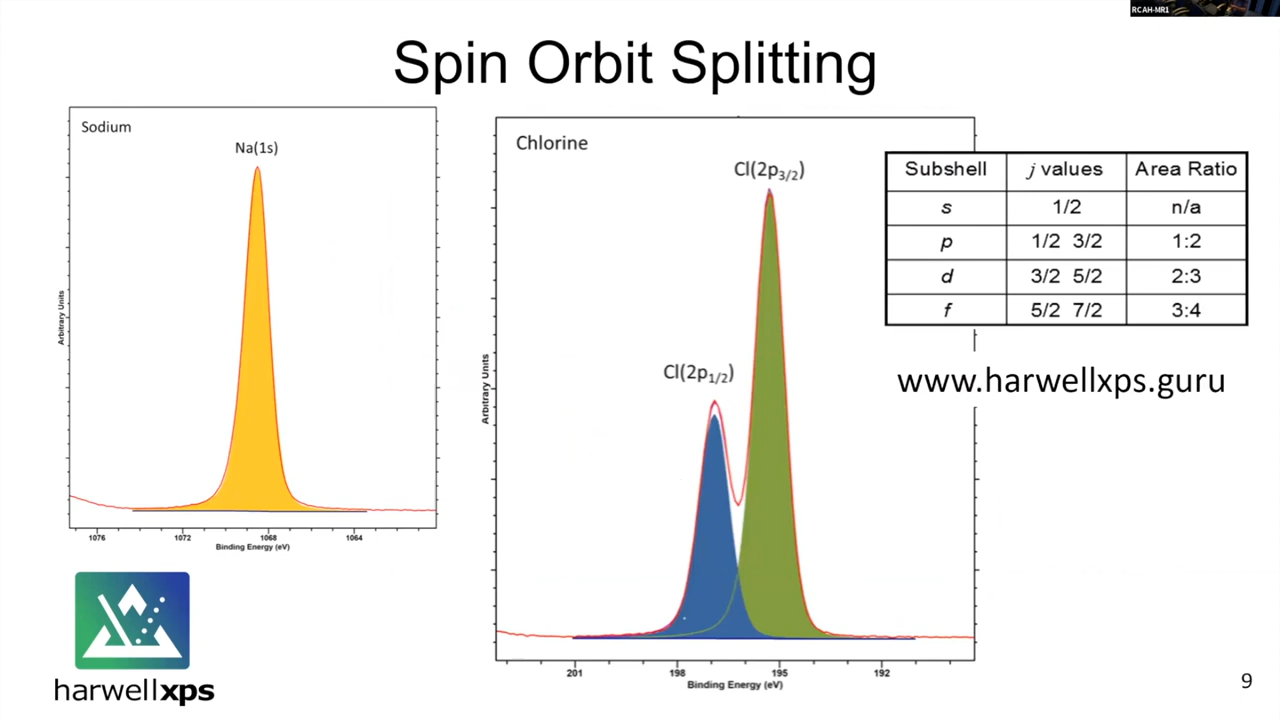 RCAH-MR1
Spin Orbit Splitting
Sodium
Na(1s)
Arbitrary Units
1076 1072 1068 1064
Binding Energy (eV)
Chlorine
Cl(2p3/2)
Cl(2p1/2)
Arbitrary Units
201 198 195 192
Binding Energy (eV)
Subshell j values Area Ratio
s 1/2 n/a
p 1/2 3/2 1:2
d 3/2 5/2 2:3
f 5/2 7/2 3:4
www.harwellxps.guru
harwellxps
9